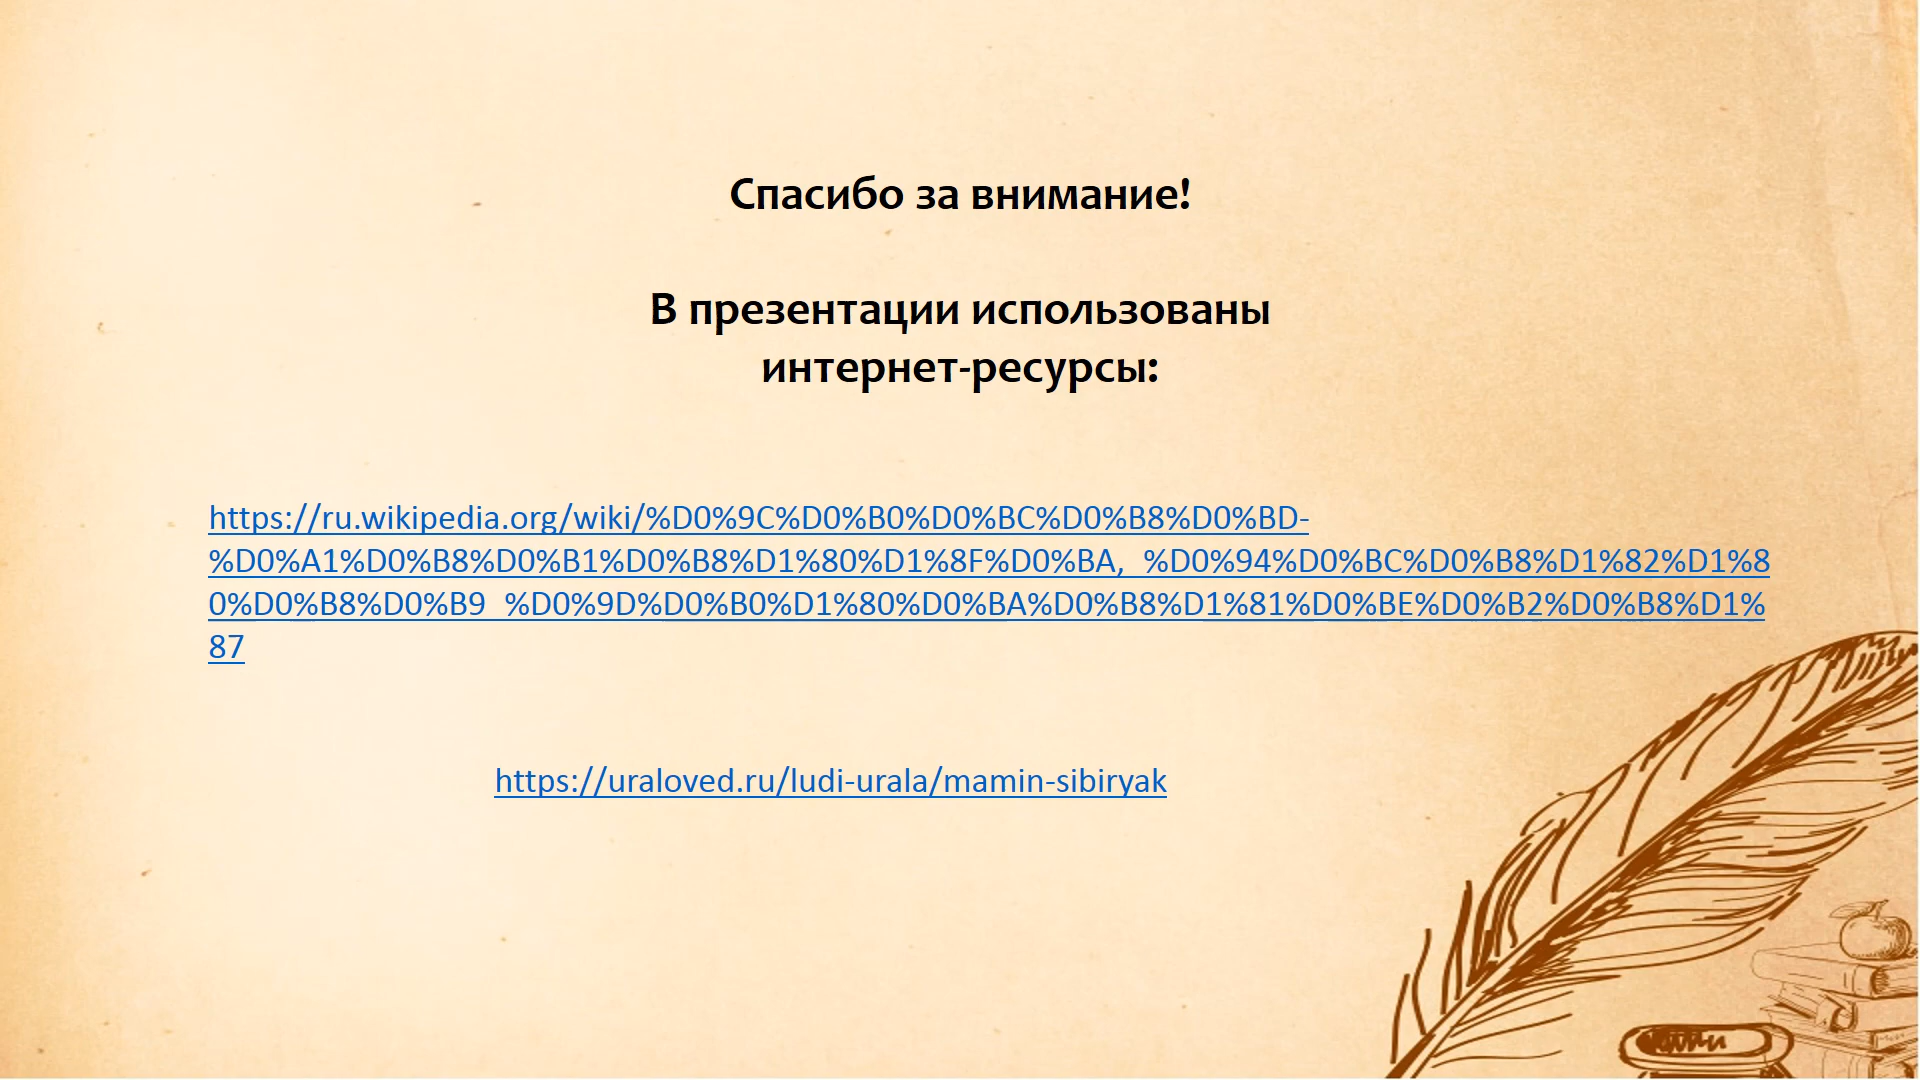 Спасибо за внимание!
В презентации использованы
интернет-ресурсы:
https://ru.wikipedia.org/wiki/%D0%9C%D0%B0%D0%BC%D0%B8%D0%BD-
%D0%A1%D0%B8%D0%B1%D0%B8%D1%80%D1%8F%D0%BA,_%D0%94%D0%BC%D0%B8%D1%82%D1%8
0%D0%B8%D0%B9_%D0%9D%D0%B0%D1%80%D0%BA%D0%B8%D1%81%D0%BE%D0%B2%D0%B8%D1%
87
https://uraloved.ru/ludi-urala/mamin-sibiryak